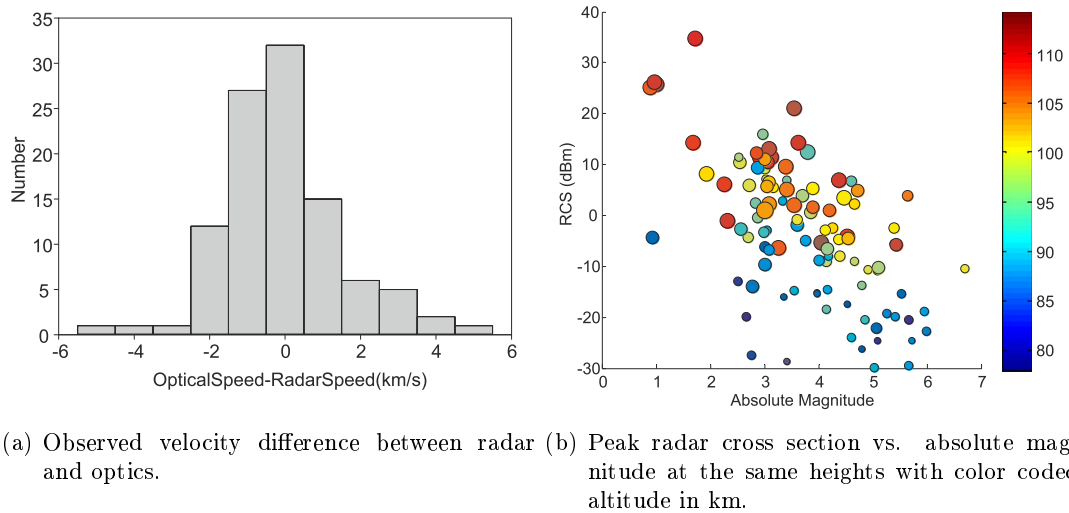 35
30
25
20
15
10
5
0
Number
-6 -4 -2 0 2 4 6
OpticalSpeed-RadarSpeed(km/s)
40
30
20
10
0
-10
-20
-30
RCS (dBm)
0 1 2 3 4 5 6 7
Absolute Magnitude
110
105
100
95
90
85
80
(a) Observed velocity difference between radar
and optics.
(b) Peak radar cross section vs. absolute mag
nitude at the same heights with color coded
altitude in km.